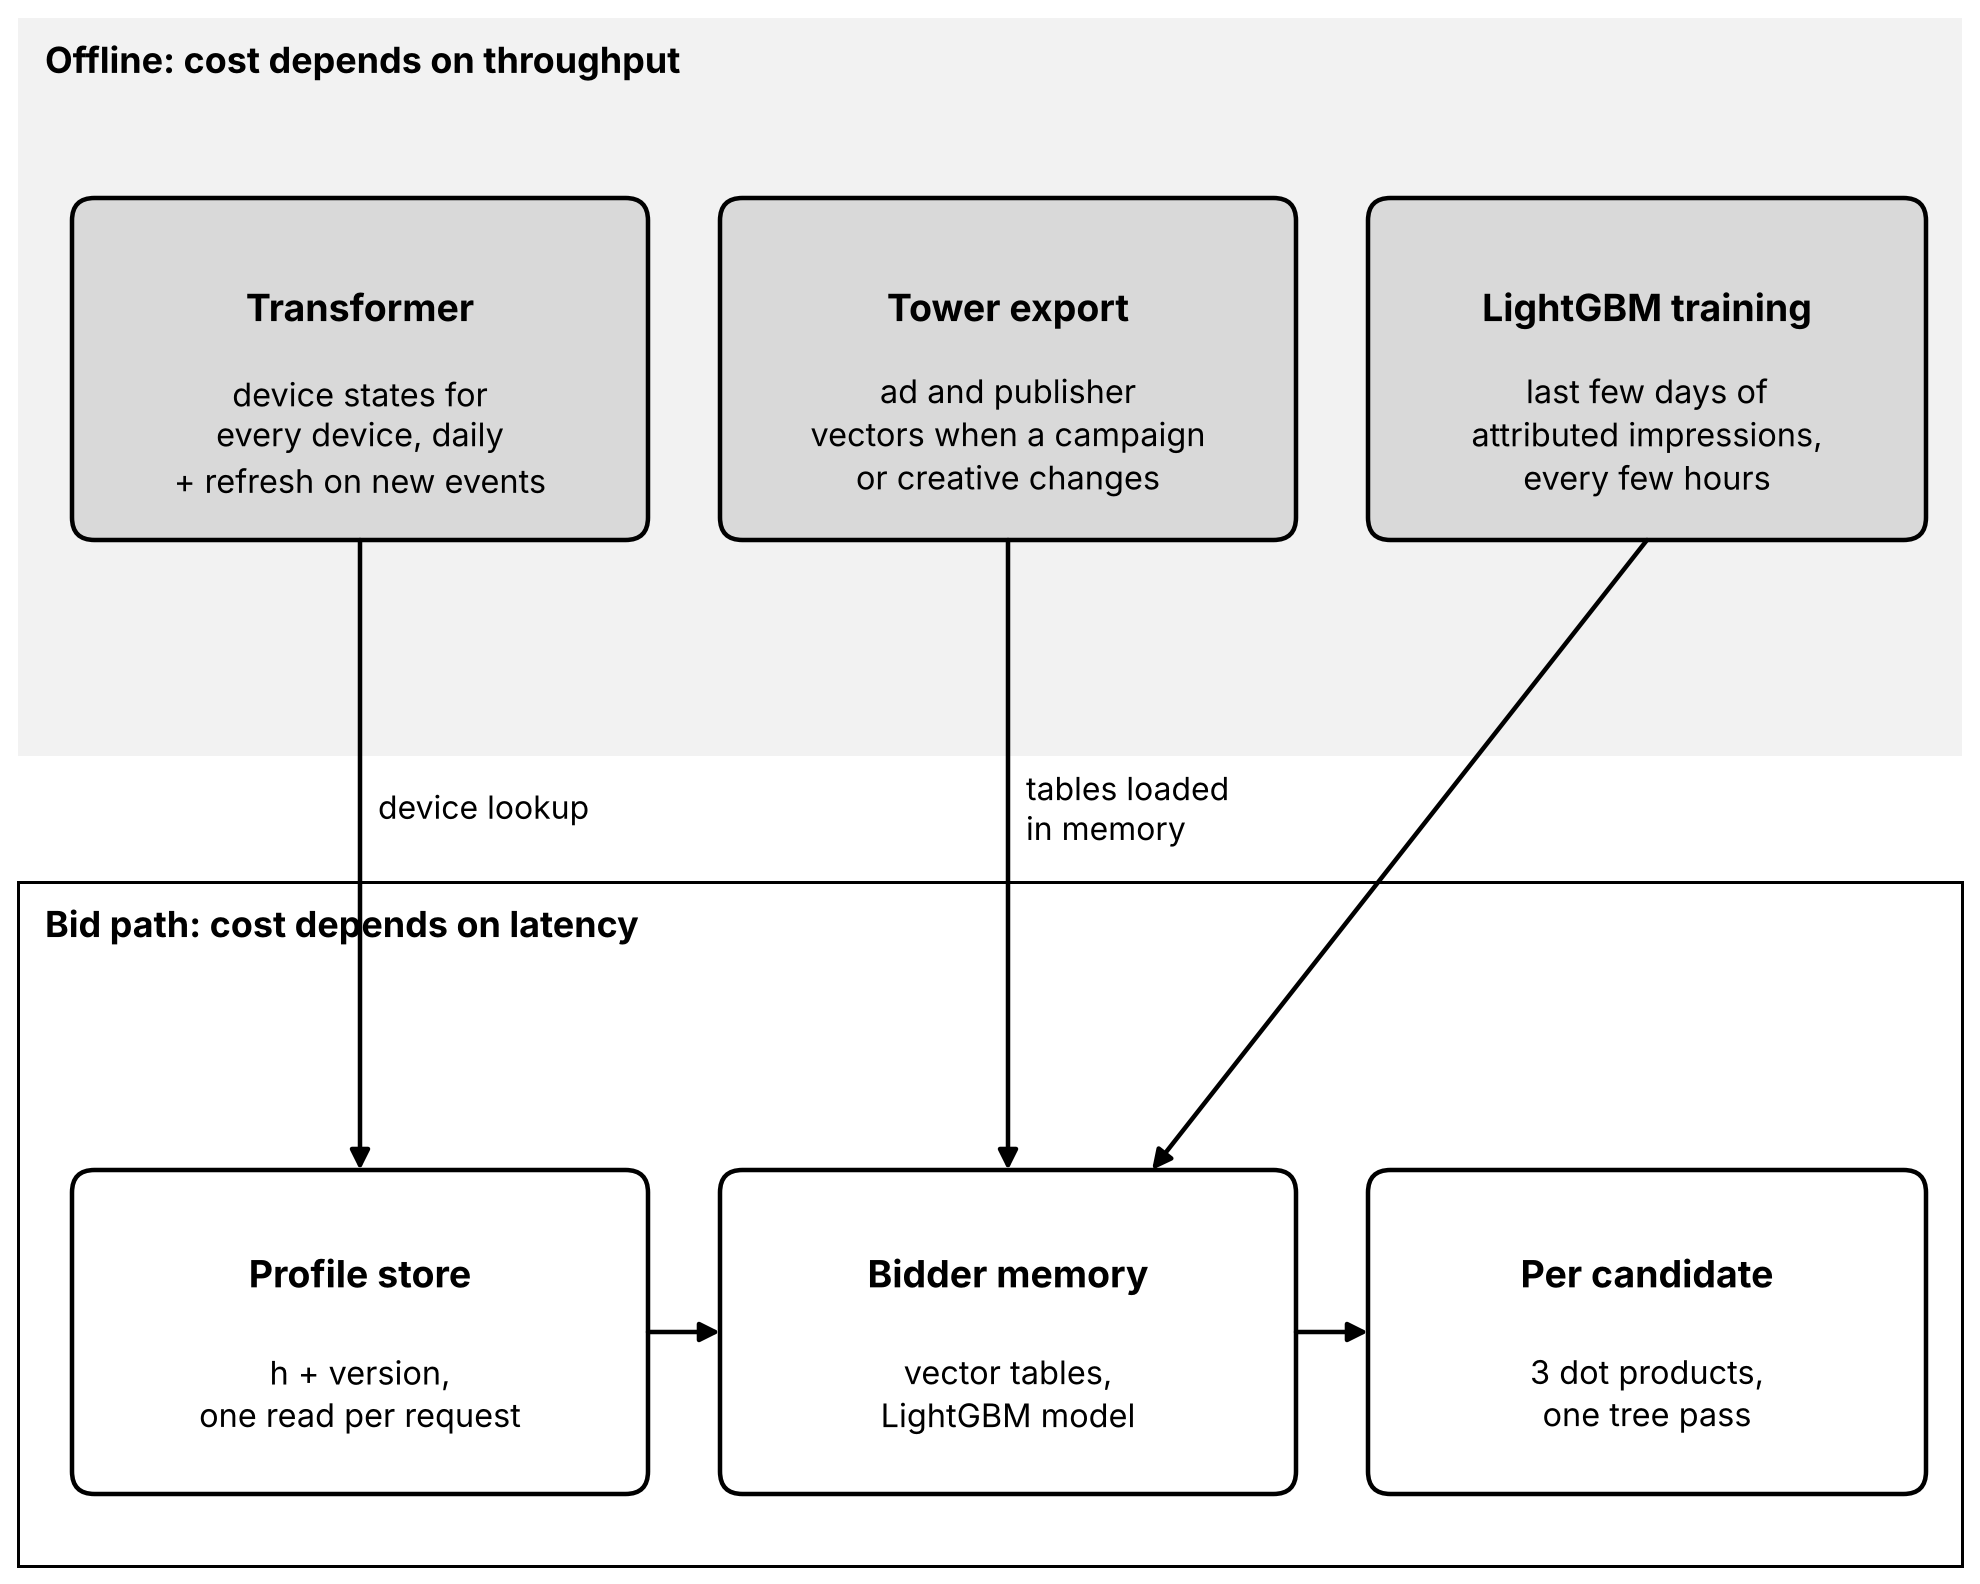 Offline: cost depends on throughput
Transformer
device states for
every device, daily
+ refresh on new events
Tower export
ad and publisher
vectors when a campaign
or creative changes
LightGBM training
last few days of
attributed impressions,
every few hours
device lookup
tables loaded
in memory
Bid path: cost depends on latency
Profile store
h + version,
one read per request
Bidder memory
vector tables,
LightGBM model
Per candidate
3 dot products,
one tree pass